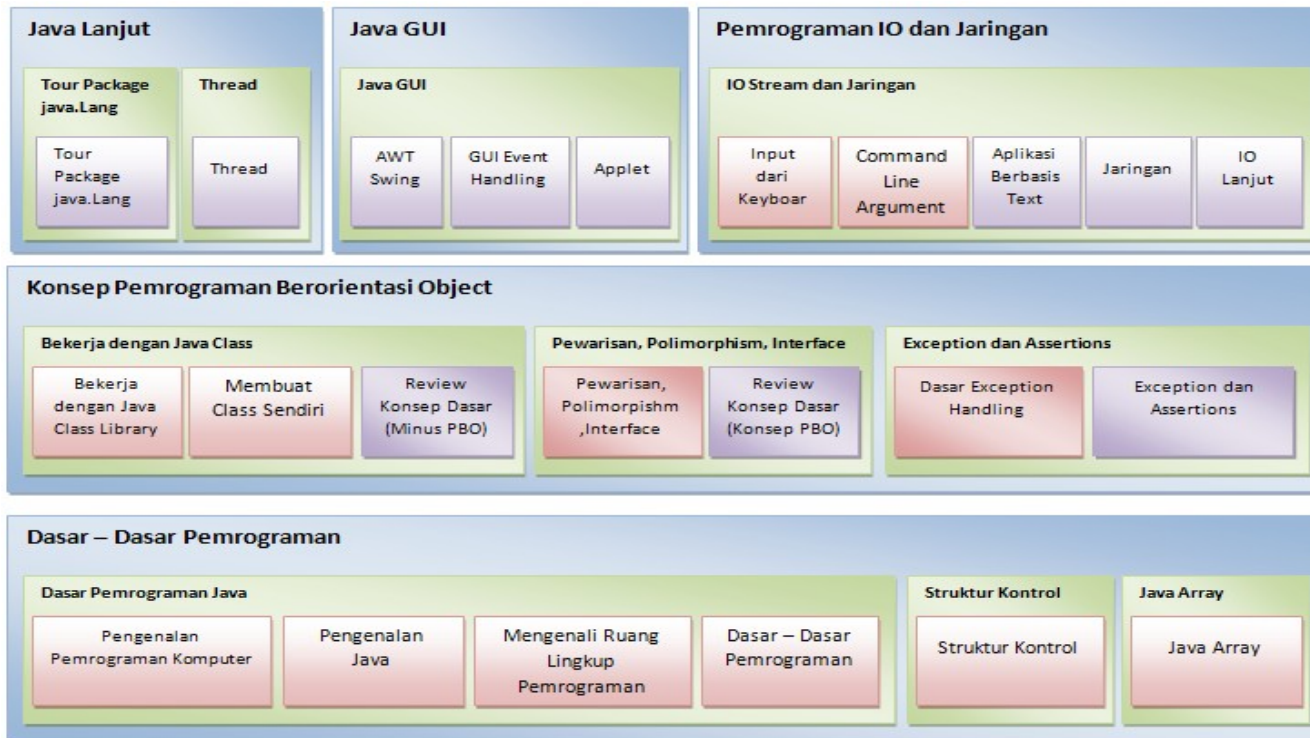 Java Lanjut
Tour Package
java.Lang
Tour
Package
java.Lang
Thread
Thread
Java GUI
Java GUI
AWT
Swing
GUI Event
Handling
Applet
Pemrograman IO dan Jaringan
IO Stream dan Jaringan
Input
dari
Keyboar
Command
Line
Argument
Aplikasi
Berbasis
Text
Jaringan
IO
Lanjut
Konsep Pemrograman Berorientasi Object
Bekerja dengan Java Class
Bekerja
dengan Java
Class Library
Membuat
Class Sendiri
Review
Konsep Dasar
(Minus PBO)
Pewarisan, Polimorphism, Interface
Pewarisan,
Polimorpishm
,Interface
Review
Konsep Dasar
(Konsep PBO)
Exception dan Assertions
Dasar Exception
Handling
Exception dan
Assertions
Dasar – Dasar Pemrograman
Dasar Pemrograman Java
Pengenalan
Pemrograman Komputer
Pengenalan
Java
Mengenali Ruang
Lingkup
Pemrograman
Dasar – Dasar
Pemrograman
Struktur Kontrol
Struktur Kontrol
Java Array
Java Array